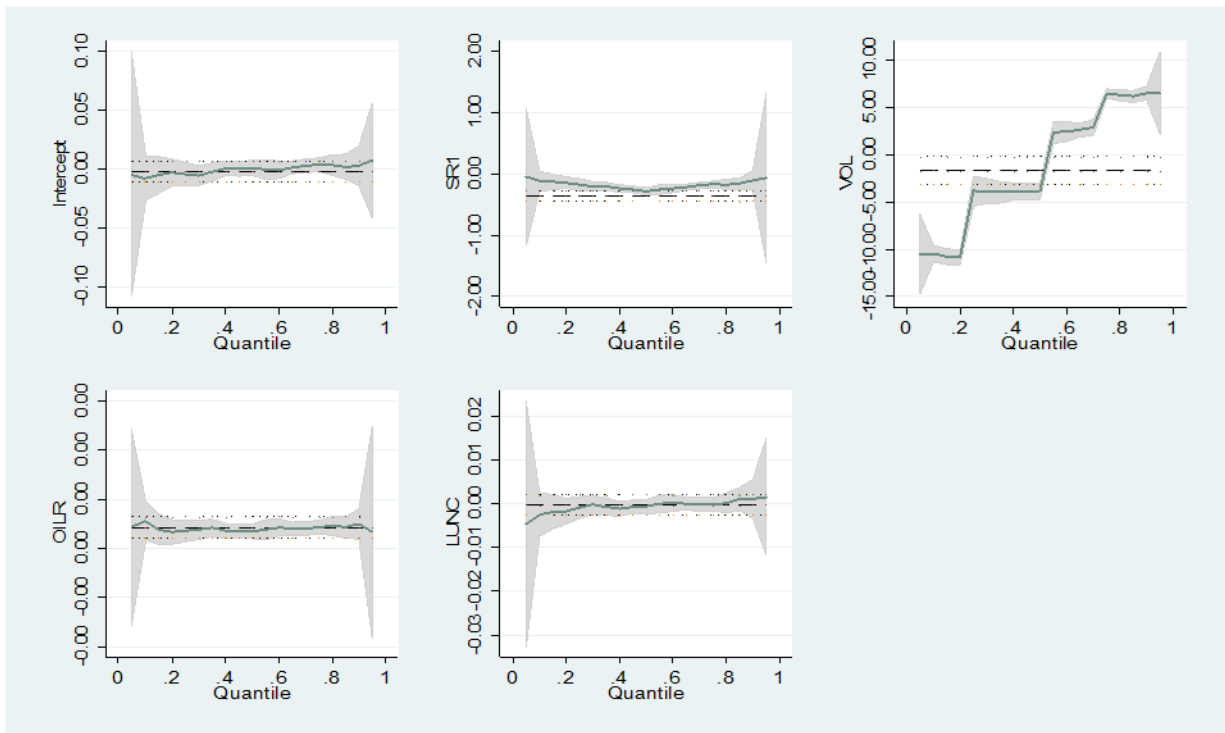 Intercept
0.10
0.05
0.00
-0.05
-0.10
0 .2 .4 .6 .8 1
Quantile
SR1
2.00
1.00
0.00
-1.00
-2.00
0 .2 .4 .6 .8 1
Quantile
VOL
10.00
5.00
0.00
-5.00
-10.00
-15.00
0 .2 .4 .6 .8 1
Quantile
OILR
0.00
0.00
0.00
0.00
-0.00
-0.00
0 .2 .4 .6 .8 1
Quantile
LUNC
0.02
0.01
0.00
-0.01
-0.02
-0.03
0 .2 .4 .6 .8 1
Quantile